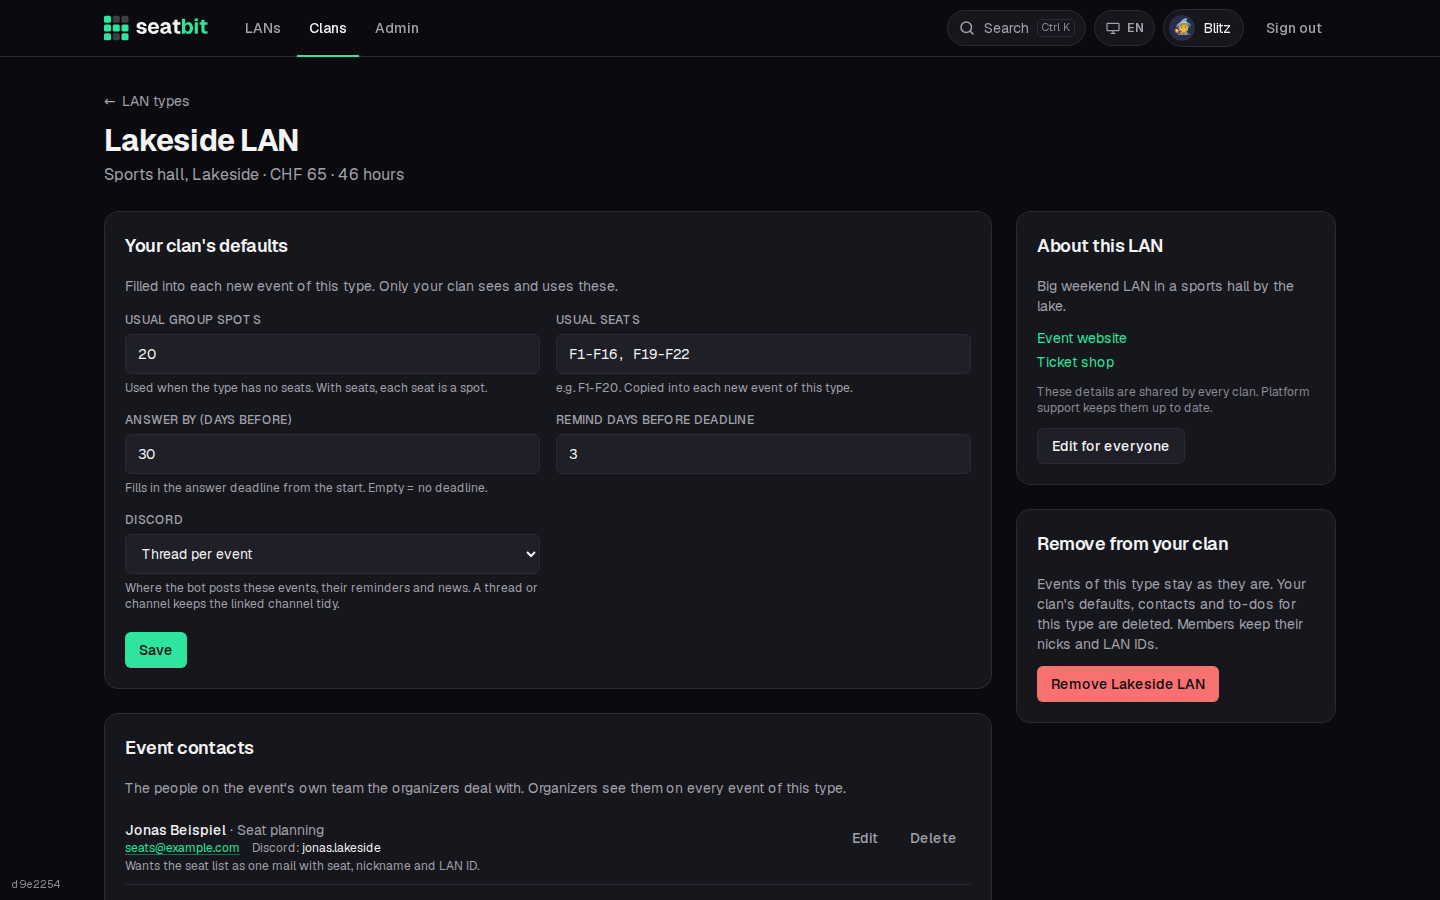 seatbit
LANs
Clans
Admin
Search Ctrl K
EN
Blitz
Sign out
← LAN types
Lakeside LAN
Sports hall, Lakeside · CHF 65 · 46 hours
Your clan's defaults
Filled into each new event of this type. Only your clan sees and uses these.
USUAL GROUP SPOTS
20
Used when the type has no seats. With seats, each seat is a spot.
USUAL SEATS
F1-F16, F19-F22
e.g. F1-F20. Copied into each new event of this type.
ANSWER BY (DAYS BEFORE)
30
Fills in the answer deadline from the start. Empty = no deadline.
REMIND DAYS BEFORE DEADLINE
3
DISCORD
Thread per event
Where the bot posts these events, their reminders and news. A thread or
channel keeps the linked channel tidy.
Save
Event contacts
The people on the event's own team the organizers deal with. Organizers see them on every event of this type.
Jonas Beispiel · Seat planning
seats@example.com Discord: jonas.lakeside
Wants the seat list as one mail with seat, nickname and LAN ID.
Edit
Delete
About this LAN
Big weekend LAN in a sports hall by the
lake.
Event website
Ticket shop
These details are shared by every clan. Platform
support keeps them up to date.
Edit for everyone
Remove from your clan
Events of this type stay as they are. Your
clan's defaults, contacts and to-dos for
this type are deleted. Members keep their
nicks and LAN IDs.
Remove Lakeside LAN
d9e2254